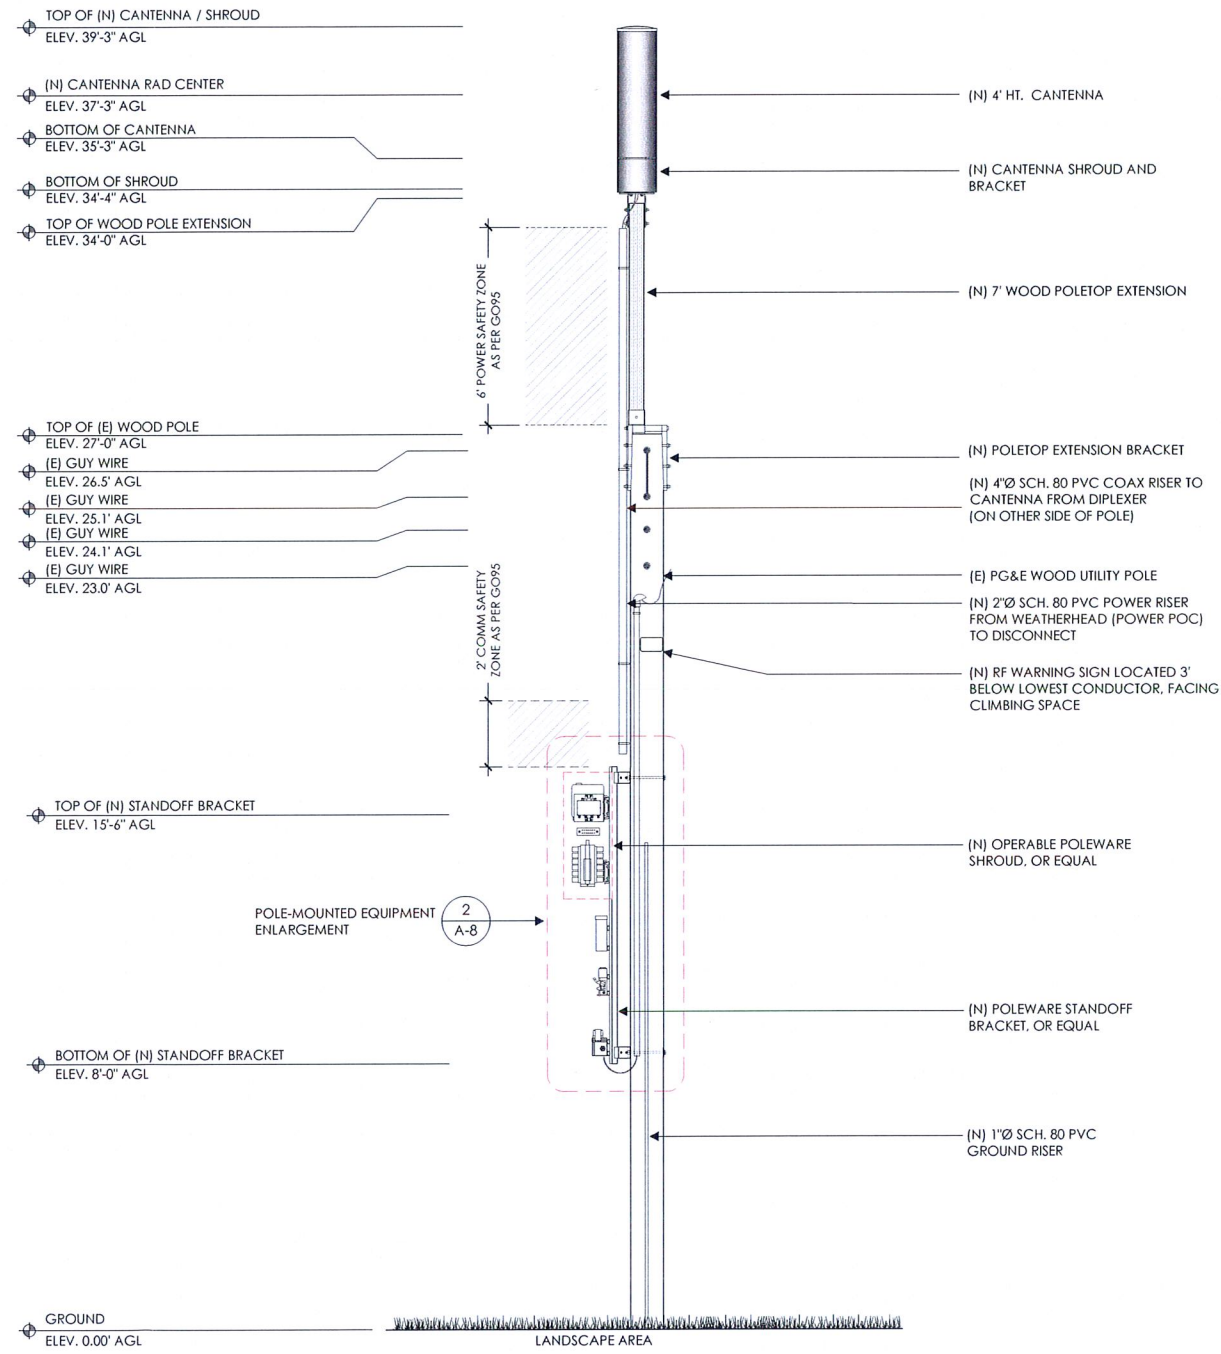 TOP OF (N) CANTENNA / SHROUD
ELEV. 39'-3" AGL
(N) CANTENNA RAD CENTER
ELEV. 37'-3" AGL
BOTTOM OF CANTENNA
ELEV. 35'-3" AGL
BOTTOM OF SHROUD
ELEV. 34'-4" AGL
TOP OF WOOD POLE EXTENSION
ELEV. 34'-0" AGL
TOP OF (E) WOOD POLE
ELEV. 27'-0" AGL
(E) GUY WIRE
ELEV. 26.5' AGL
(E) GUY WIRE
ELEV. 25.1' AGL
(E) GUY WIRE
ELEV. 24.1' AGL
(E) GUY WIRE
ELEV. 23.0' AGL
TOP OF (N) STANDOFF BRACKET
ELEV. 15'-6" AGL
POLE-MOUNTED EQUIPMENT
ENLARGEMENT
2
A-8
BOTTOM OF (N) STANDOFF BRACKET
ELEV. 8'-0" AGL
GROUND
ELEV. 0.00' AGL
6' POWER SAFETY ZONE
AS PER GO95
2' COMM SAFETY
ZONE AS PER GO95
LANDSCAPE AREA
(N) 4' HT. CANTENNA
(N) CANTENNA SHROUD AND
BRACKET
(N) 7' WOOD POLETOP EXTENSION
(N) POLETOP EXTENSION BRACKET
(N) 4"Ø SCH. 80 PVC COAX RISER TO
CANTENNA FROM DIPLEXER
(ON OTHER SIDE OF POLE)
(E) PG&E WOOD UTILITY POLE
(N) 2"Ø SCH. 80 PVC POWER RISER
FROM WEATHERHEAD (POWER POC)
TO DISCONNECT
(N) RF WARNING SIGN LOCATED 3'
BELOW LOWEST CONDUCTOR, FACING
CLIMBING SPACE
(N) OPERABLE POLEWARE
SHROUD, OR EQUAL
(N) POLEWARE STANDOFF
BRACKET, OR EQUAL
(N) 1"Ø SCH. 80 PVC
GROUND RISER